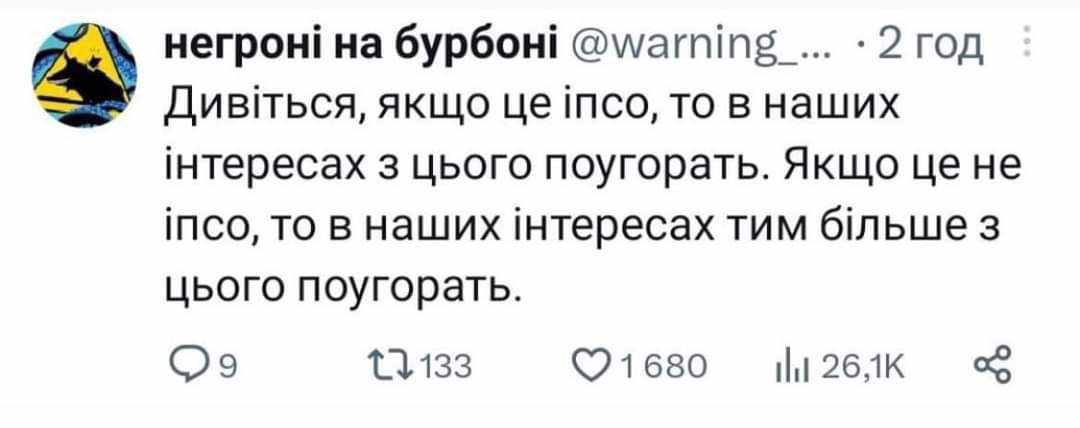 негроні на бурбоні @warning_... · 2 год
Дивіться, якщо це іпсо, то в наших
інтересах з цього поугорать. Якщо це не
іпсо, то в наших інтересах тим більше з
цього поугорать.
9 133 1 680 26,1K